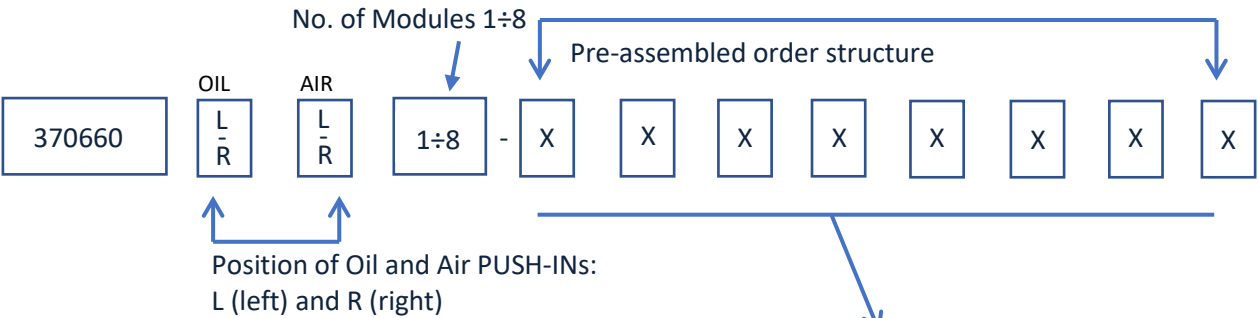 No. of Modules 1÷8
Pre-assembled order structure
OIL AIR
370660 L - R L - R 1÷8 - X X X X X X X X
Position of Oil and Air PUSH-INs:
L (left) and R (right)